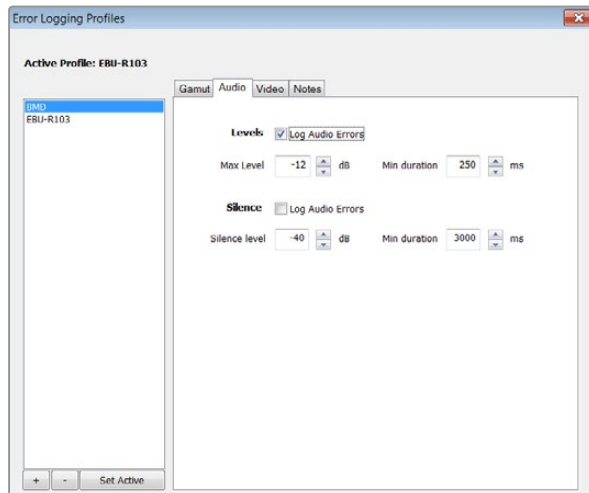 Error Logging Profiles
Active Profile: EBU-R103
Gamut Audio Video Notes
BMD
EBU-R103
Levels Log Audio Errors
Max Level -12 dB Min duration 250 ms
Silence Log Audio Errors
Silence level -40 dB Min duration 3000 ms
+ - Set Active